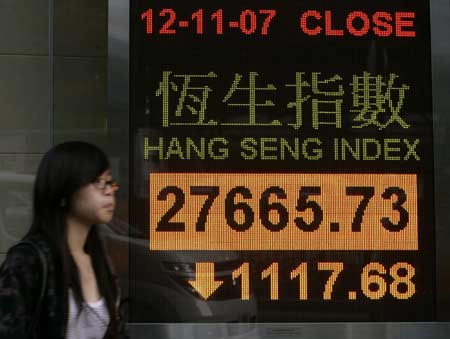 12-11-07 CLOSE
恆生指數
HANG SENG INDEX
27665.73
↓1117.68